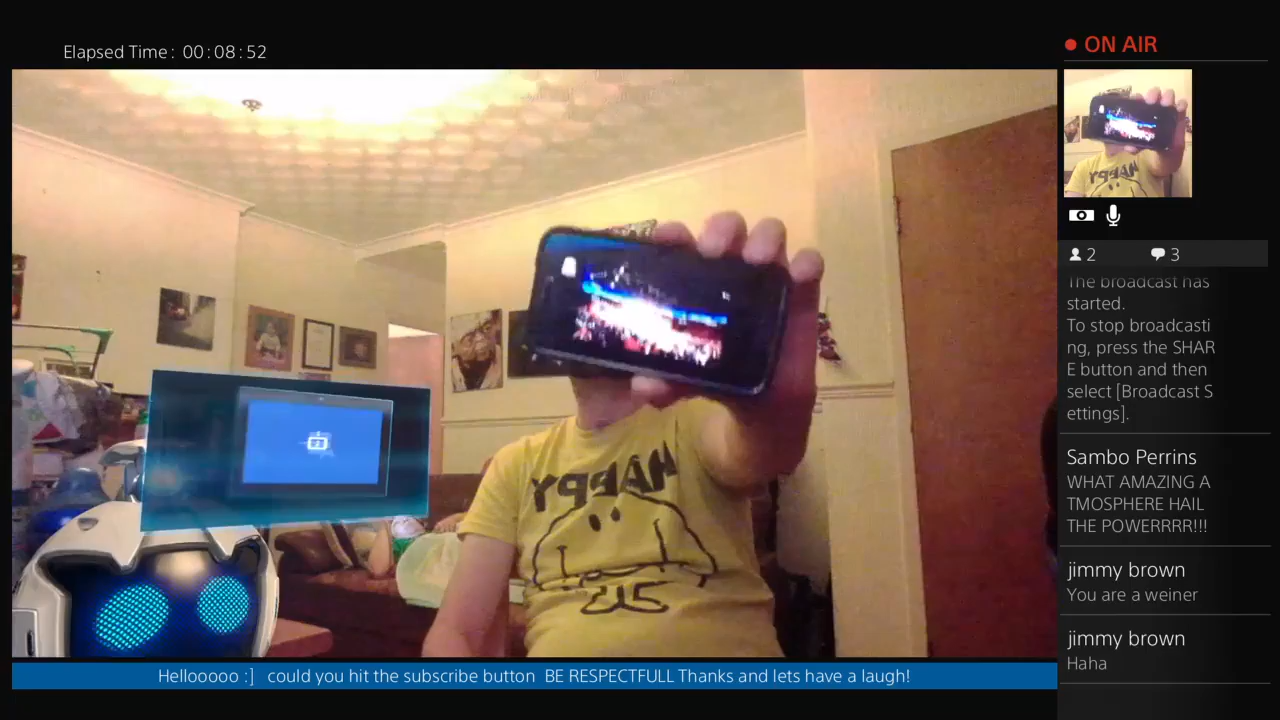 Elapsed Time: 00:08:52
ON AIR
2 3
The broadcast has
started.
To stop broadcasti
ng, press the SHAR
E button and then
select [Broadcast S
ettings].
Sambo Perrins
WHAT AMAZING A
TMOSPHERE HAIL
THE POWERRRR!!!
jimmy brown
You are a weiner
jimmy brown
Haha
HAPPY
Hellooooo :] could you hit the subscribe button BE RESPECTFULL Thanks and lets have a laugh!